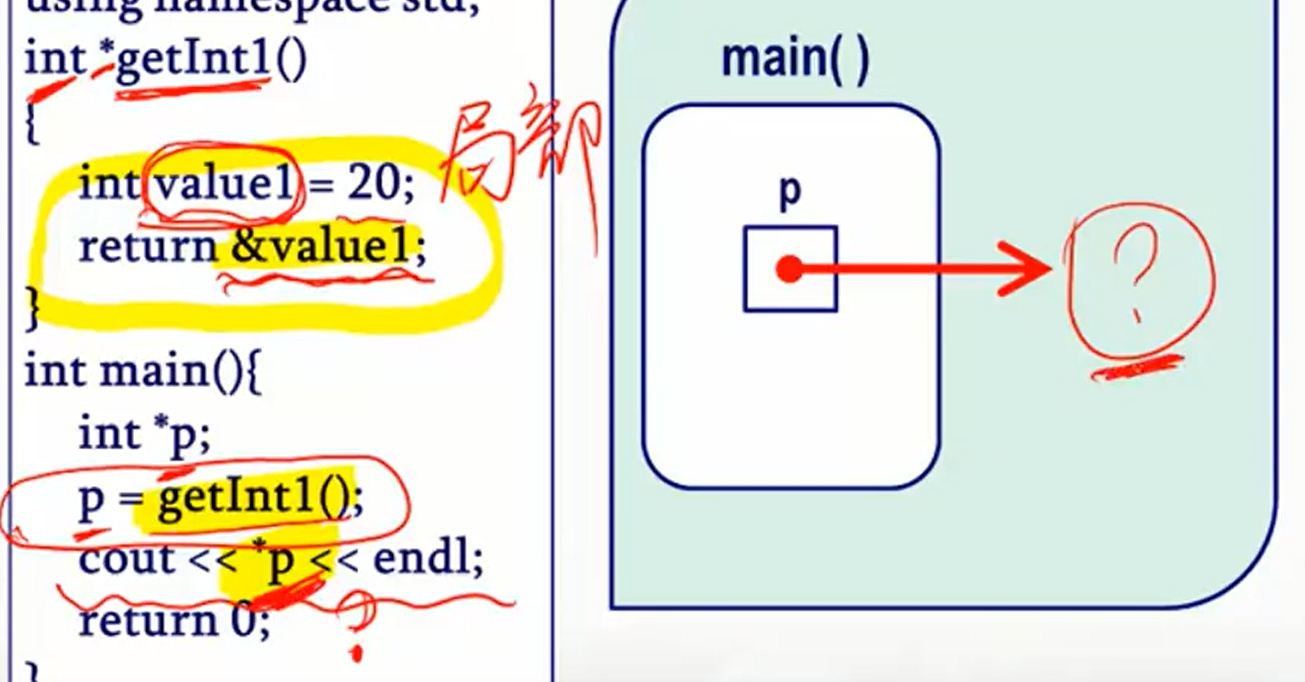 using namespace std;
int *getInt1()
{
int value1 = 20;
return &value1;
}
int main(){
int *p;
p = getInt1();
cout << *p << endl;
return 0;
}
局部
?
main( )
p
?